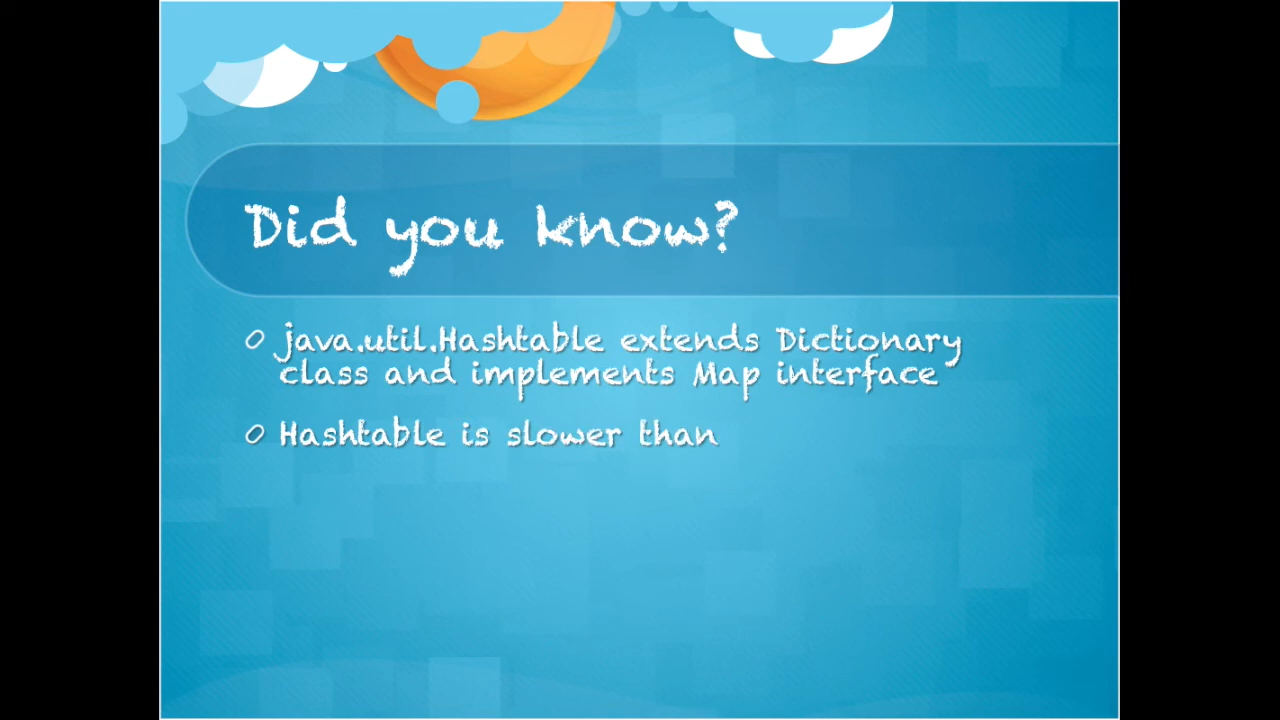 Did you know?
java.util.Hashtable extends Dictionary
class and implements Map interface
Hashtable is slower than